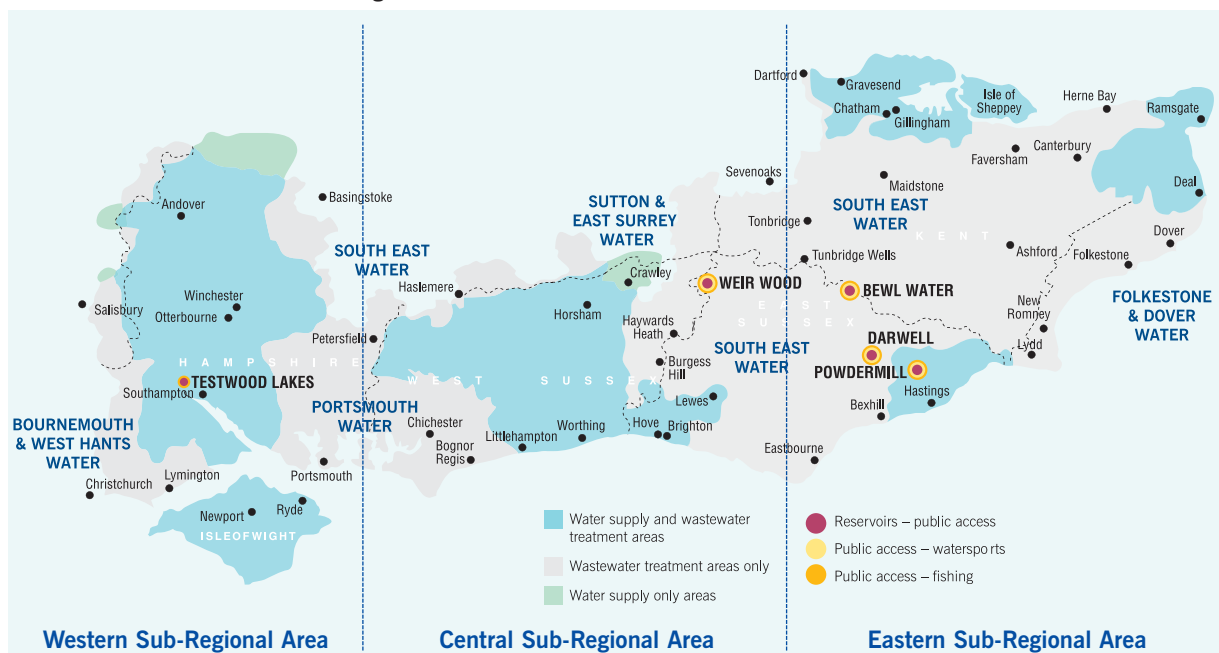 Dartford
Gravesend
Chatham
Gillingham
Isle of
Sheppey
Herne Bay
Ramsgate
Canterbury
Faversham
Deal
Sevenoaks
Maidstone
Basingstoke
Andover
SUTTON &
EAST SURREY
WATER
Tonbridge
SOUTH EAST
WATER
KENT
Dover
Ashford
Folkestone
SOUTH EAST
WATER
Tunbridge Wells
Crawley
WEIR WOOD
BEWL WATER
Haslemere
Salisbury
Winchester
Otterbourne
Horsham
EAST
SUSSEX
New
Romney
FOLKESTONE
& DOVER
WATER
Haywards
Heath
Petersfield
DARWELL
Lydd
SOUTH EAST
WATER
HAMPSHIRE
WEST SUSSEX
Burgess
Hill
POWDERMILL
TESTWOOD LAKES
Southampton
Hastings
Lewes
Bexhill
PORTSMOUTH
WATER
BOURNEMOUTH
& WEST HANTS
WATER
Chichester
Littlehampton
Worthing
Hove
Brighton
Bognor
Regis
Eastbourne
Portsmouth
Christchurch
Lymington
Newport
Ryde
ISLEOFWIGHT
Water supply and wastewater
treatment areas
Wastewater treatment areas only
Water supply only areas
Reservoirs – public access
Public access – watersports
Public access – fishing
Western Sub-Regional Area
Central Sub-Regional Area
Eastern Sub-Regional Area